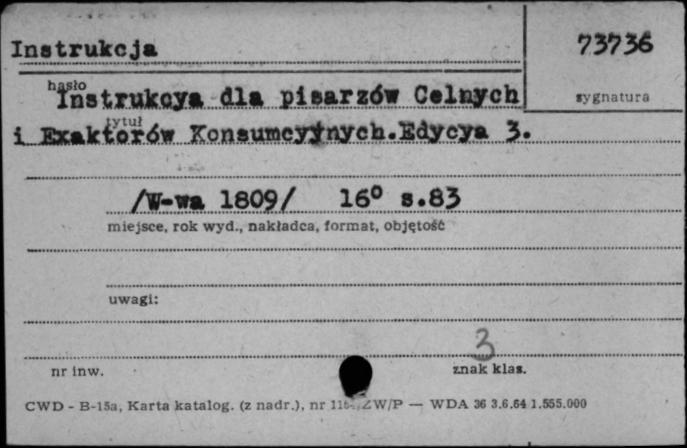 Instrukcja
73736
hasło
sygnatura
Instrukcya dla pisarzów Celnych
tytuł
i Exaktorów Konsumcyjnych.Edycya 3.
/W-wa 1809/ 16° s.83
miejsce, rok wyd., nakładca, format, objętość
uwagi:
3
nr inw.
znak klas.
CWD - B-15a, Karta katalog. (z nadr.), nr ZW/P — WDA 36 3.6.64 1.555.000